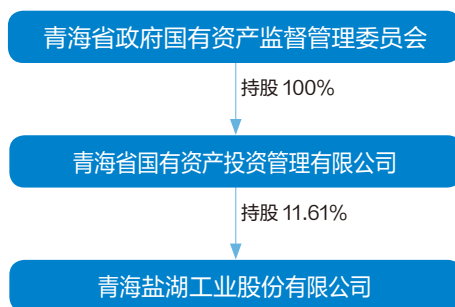 青海省政府国有资产监督管理委员会
持股 100%
青海省国有资产投资管理有限公司
持股 11.61%
青海盐湖工业股份有限公司